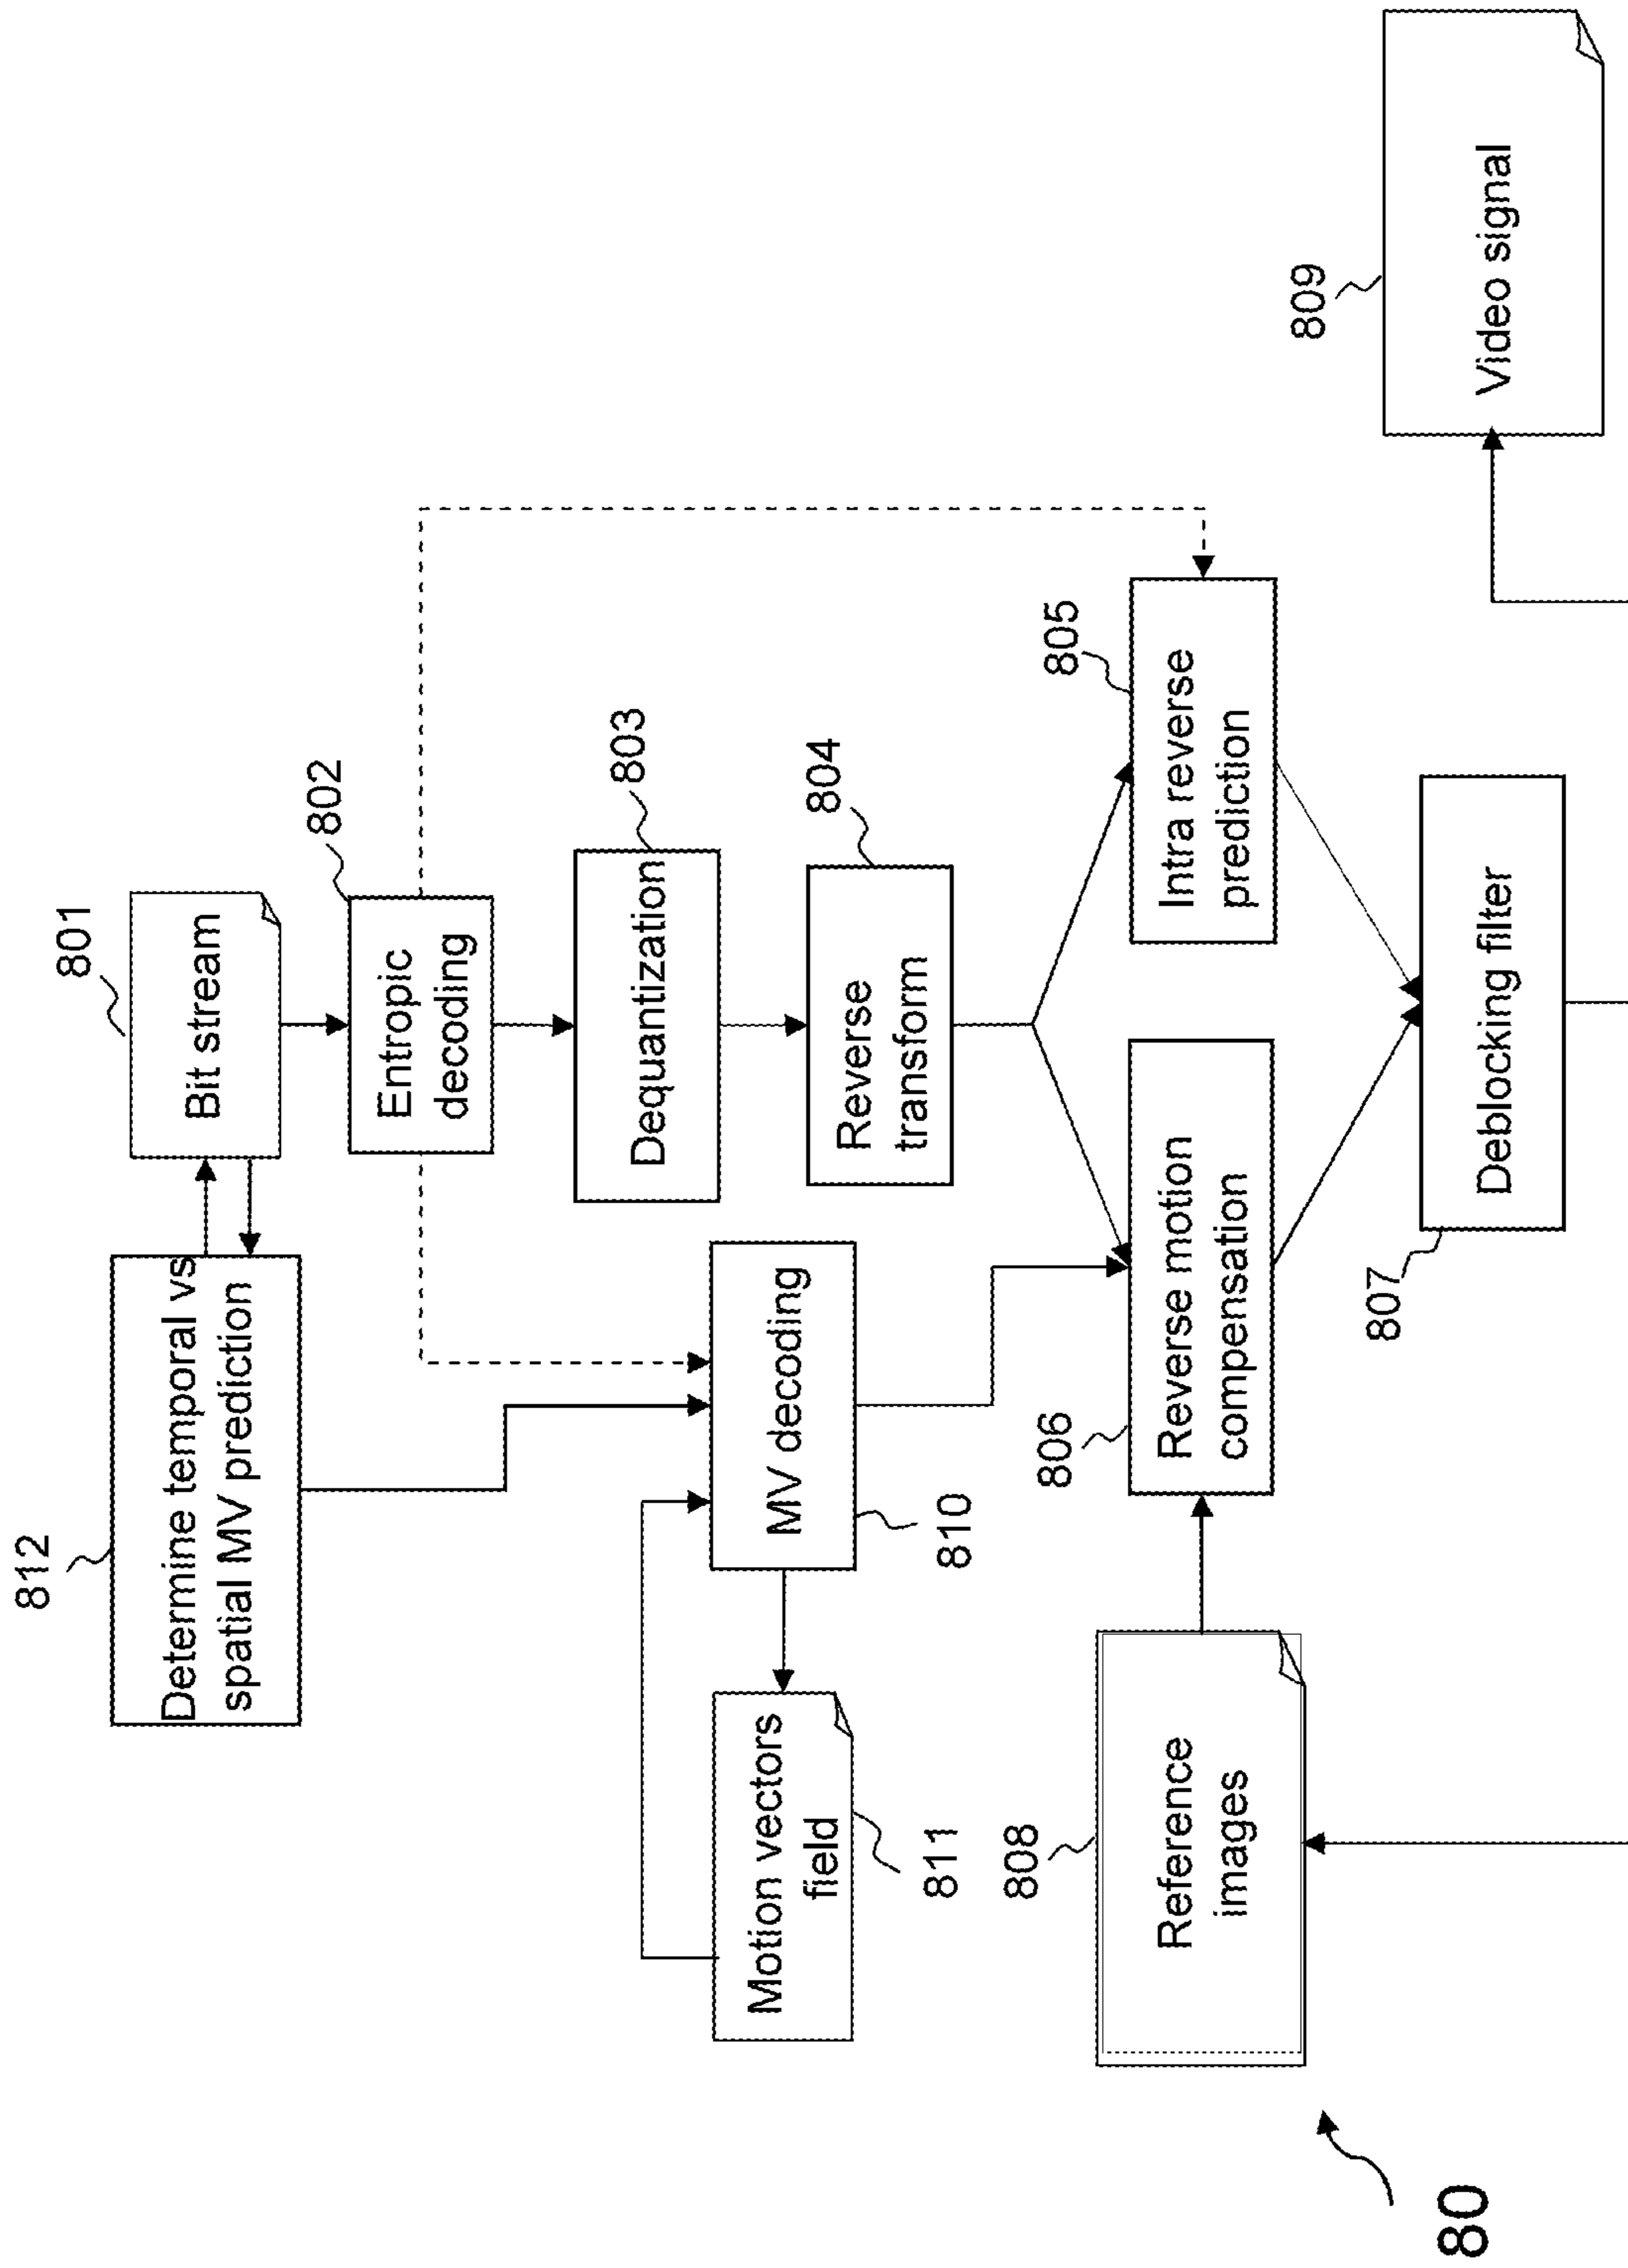 812
Determine temporal vs
spatial MV prediction
801
Bit stream
802
Entropic
decoding
803
Dequantization
804
Reverse
transform
MV decoding
810
Motion vectors
field
811
805
Intra reverse
prediction
806
Reverse motion
compensation
808
Reference
images
807
Deblocking filter
809
Video signal
80